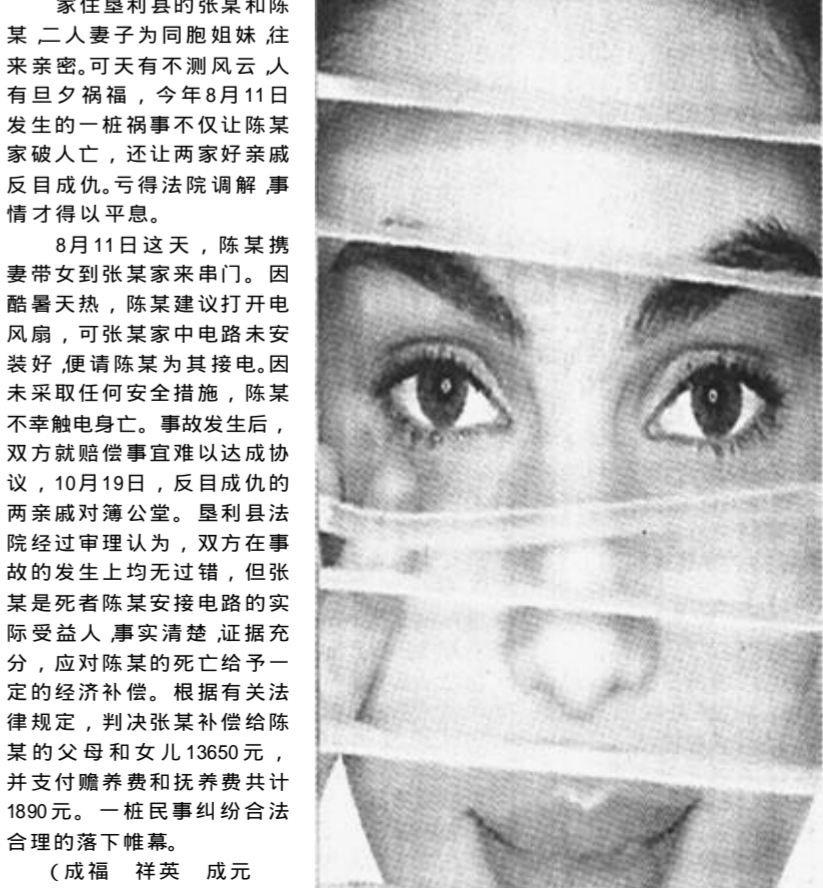 家住垦利县的张某和陈
某,二人妻子为同胞姐妹,往
来亲密。可天有不测风云,人
有旦夕祸福，今年8月11日
发生的一桩祸事不仅让陈某
家破人亡，还让两家好亲戚
反目成仇。亏得法院调解,事
情才得以平息。
8月11日这天，陈某携
妻带女到张某家来串门。因
酷暑天热，陈某建议打开电
风扇，可张某家中电路未安
装好,便请陈某为其接电。因
未采取任何安全措施，陈某
不幸触电身亡。事故发生后，
双方就赔偿事宜难以达成协
议，10月19日，反目成仇的
两亲戚对簿公堂。垦利县法
院经过审理认为，双方在事
故的发生上均无过错，但张
某是死者陈某安接电路的实
际受益人,事实清楚,证据充
分，应对陈某的死亡给予一
定的经济补偿。根据有关法
律规定，判决张某补偿给陈
某的父母和女儿13650元，
并支付赡养费和抚养费共计
1890元。一桩民事纠纷合法
合理的落下帷幕。
(成福 祥英 成元